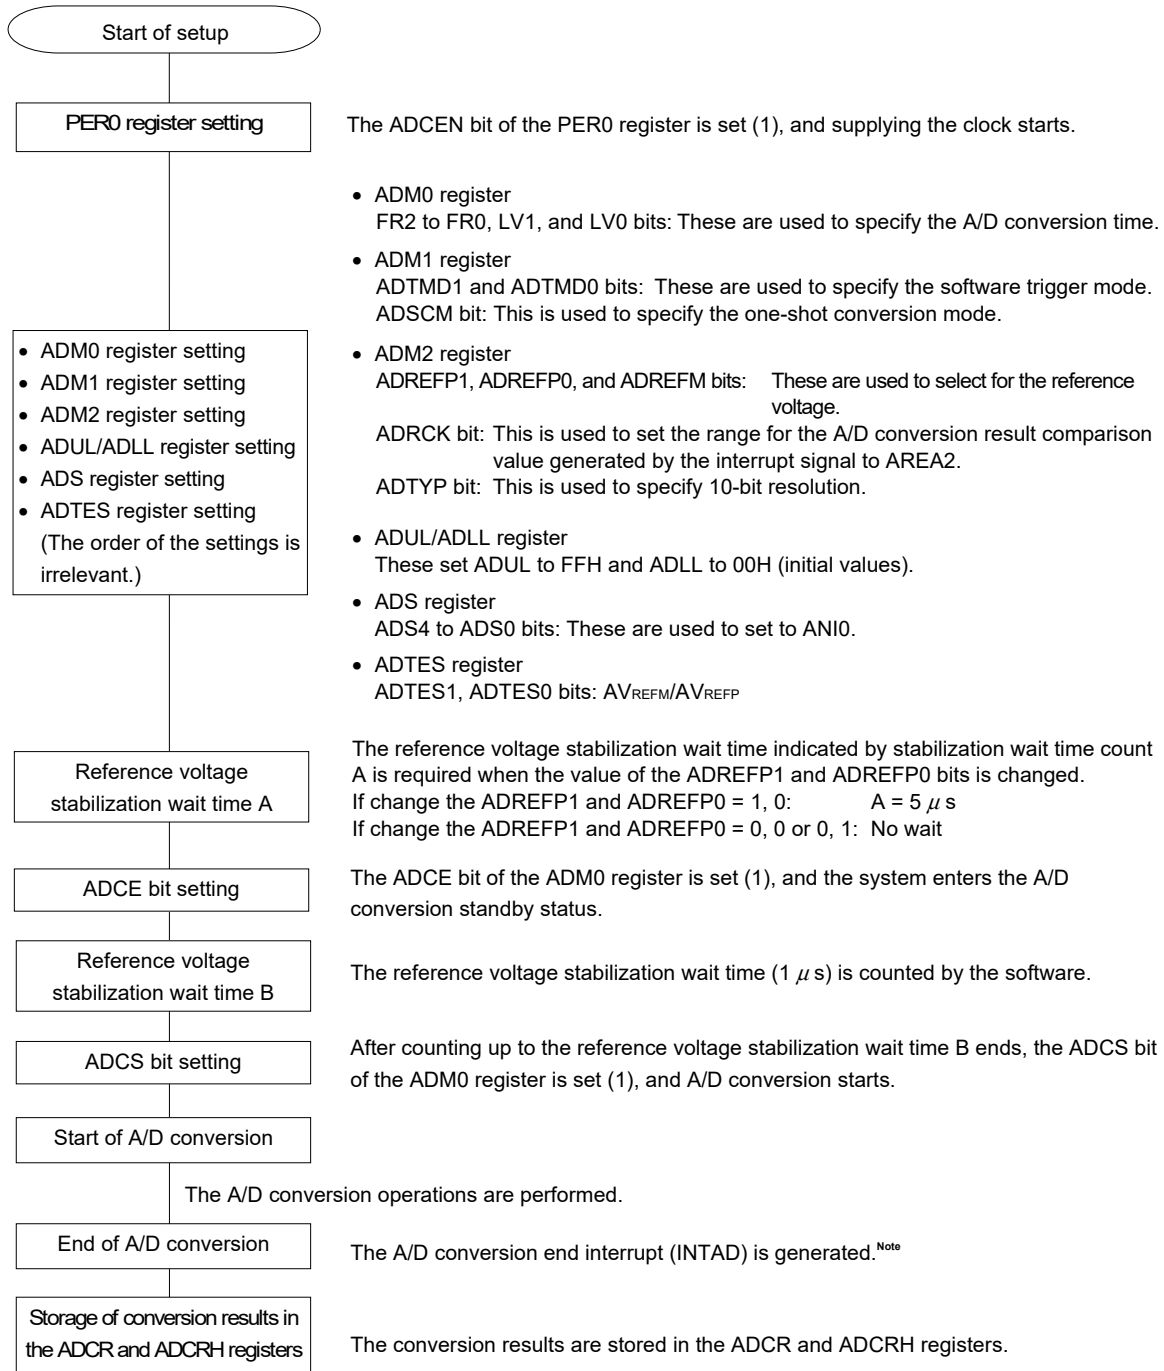 Start of setup
PER0 register setting
The ADCEN bit of the PER0 register is set (1), and supplying the clock starts.
• ADM0 register setting
• ADM1 register setting
• ADM2 register setting
• ADUL/ADLL register setting
• ADS register setting
• ADTES register setting
(The order of the settings is
irrelevant.)
• ADM0 register
FR2 to FR0, LV1, and LV0 bits: These are used to specify the A/D conversion time.
• ADM1 register
ADTMD1 and ADTMD0 bits: These are used to specify the software trigger mode.
ADSCM bit: This is used to specify the one-shot conversion mode.
• ADM2 register
ADREFP1, ADREFP0, and ADREFM bits: These are used to select for the reference
voltage.
ADRCK bit: This is used to set the range for the A/D conversion result comparison
value generated by the interrupt signal to AREA2.
ADTYP bit: This is used to specify 10-bit resolution.
• ADUL/ADLL register
These set ADUL to FFH and ADLL to 00H (initial values).
• ADS register
ADS4 to ADS0 bits: These are used to set to ANI0.
• ADTES register
ADTES1, ADTES0 bits: AVREFM/AVREFP
Reference voltage
stabilization wait time A
The reference voltage stabilization wait time indicated by stabilization wait time count
A is required when the value of the ADREFP1 and ADREFP0 bits is changed.
If change the ADREFP1 and ADREFP0 = 1, 0: A = 5 μ s
If change the ADREFP1 and ADREFP0 = 0, 0 or 0, 1: No wait
ADCE bit setting
The ADCE bit of the ADM0 register is set (1), and the system enters the A/D
conversion standby status.
Reference voltage
stabilization wait time B
The reference voltage stabilization wait time (1 μ s) is counted by the software.
ADCS bit setting
After counting up to the reference voltage stabilization wait time B ends, the ADCS bit
of the ADM0 register is set (1), and A/D conversion starts.
Start of A/D conversion
The A/D conversion operations are performed.
End of A/D conversion
The A/D conversion end interrupt (INTAD) is generated.Note
Storage of conversion results in
the ADCR and ADCRH registers
The conversion results are stored in the ADCR and ADCRH registers.